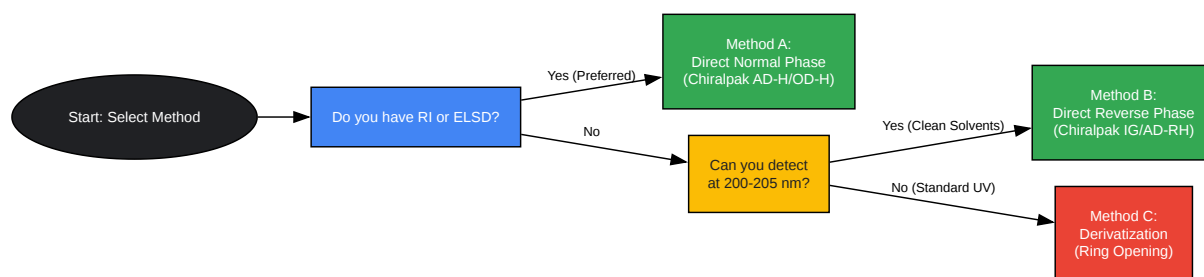 Start: Select Method
Do you have RI or ELSD?
Yes (Preferred)
Method A:
Direct Normal Phase
(Chiralpak AD-H/OD-H)
No
Can you detect
at 200-205 nm?
Yes (Clean Solvents)
Method B:
Direct Reverse Phase
(Chiralpak IG/AD-RH)
No (Standard UV)
Method C:
Derivatization
(Ring Opening)